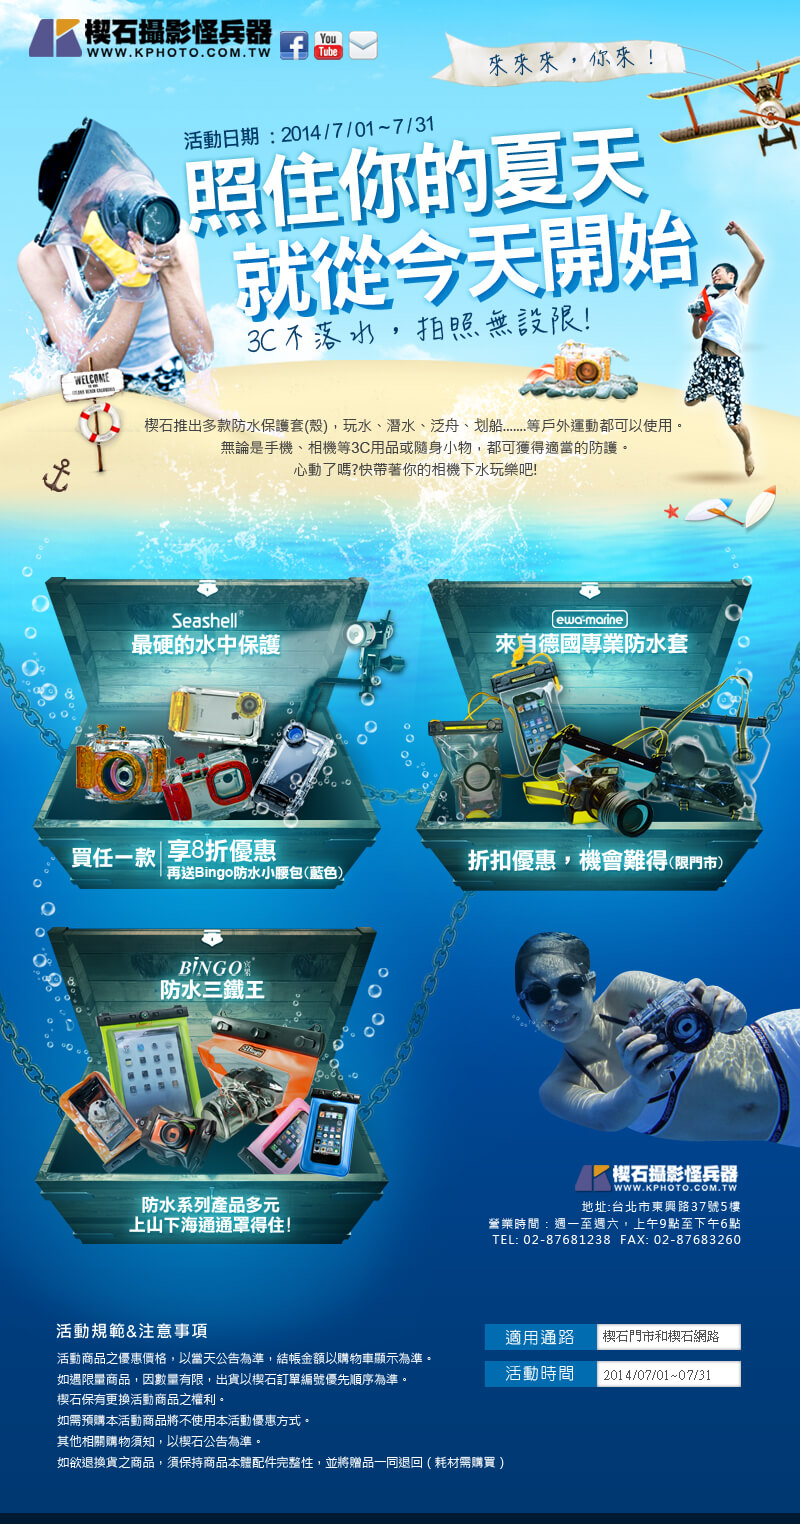 楔石攝影怪兵器
WWW.KPHOTO.COM.TW
You
Tube
來來來，你來！
活動日期 ：2014/7/01~7/31
照住你的夏天
就從今天開始
3C不落水，拍照無設限!
WELCOME
楔石推出多款防水保護套(殼)，玩水、潛水、泛舟、划船.......等戶外運動都可以使用。
無論是手機、相機等3C用品或隨身小物，都可獲得適當的防護。
心動了嗎?快帶著你的相機下水玩樂吧!
Seashell®
最硬的水中保護
買任一款
享8折優惠
再送Bingo防水小腰包(藍色)
ewa-marine
來自德國專業防水套
折扣優惠，機會難得(限門市)
BiNGO®
防水三鐵王
防水系列產品多元
上山下海通通罩得住!
楔石攝影怪兵器
WWW.KPHOTO.COM.TW
地址:台北市東興路37號5樓
營業時間：週一至週六，上午9點至下午6點
TEL: 02-87681238 FAX: 02-87683260
活動規範&注意事項
活動商品之優惠價格，以當天公告為準，結帳金額以購物車顯示為準。
如遇限量商品，因數量有限，出貨以楔石訂單編號優先順序為準。
楔石保有更換活動商品之權利。
如需預購本活動商品將不使用本活動優惠方式。
其他相關購物須知，以楔石公告為準。
如欲退換貨之商品，須保持商品本體配件完整性，並將贈品一同退回（耗材需購買）
適用通路
楔石門市和楔石網路
活動時間
2014/07/01~07/31